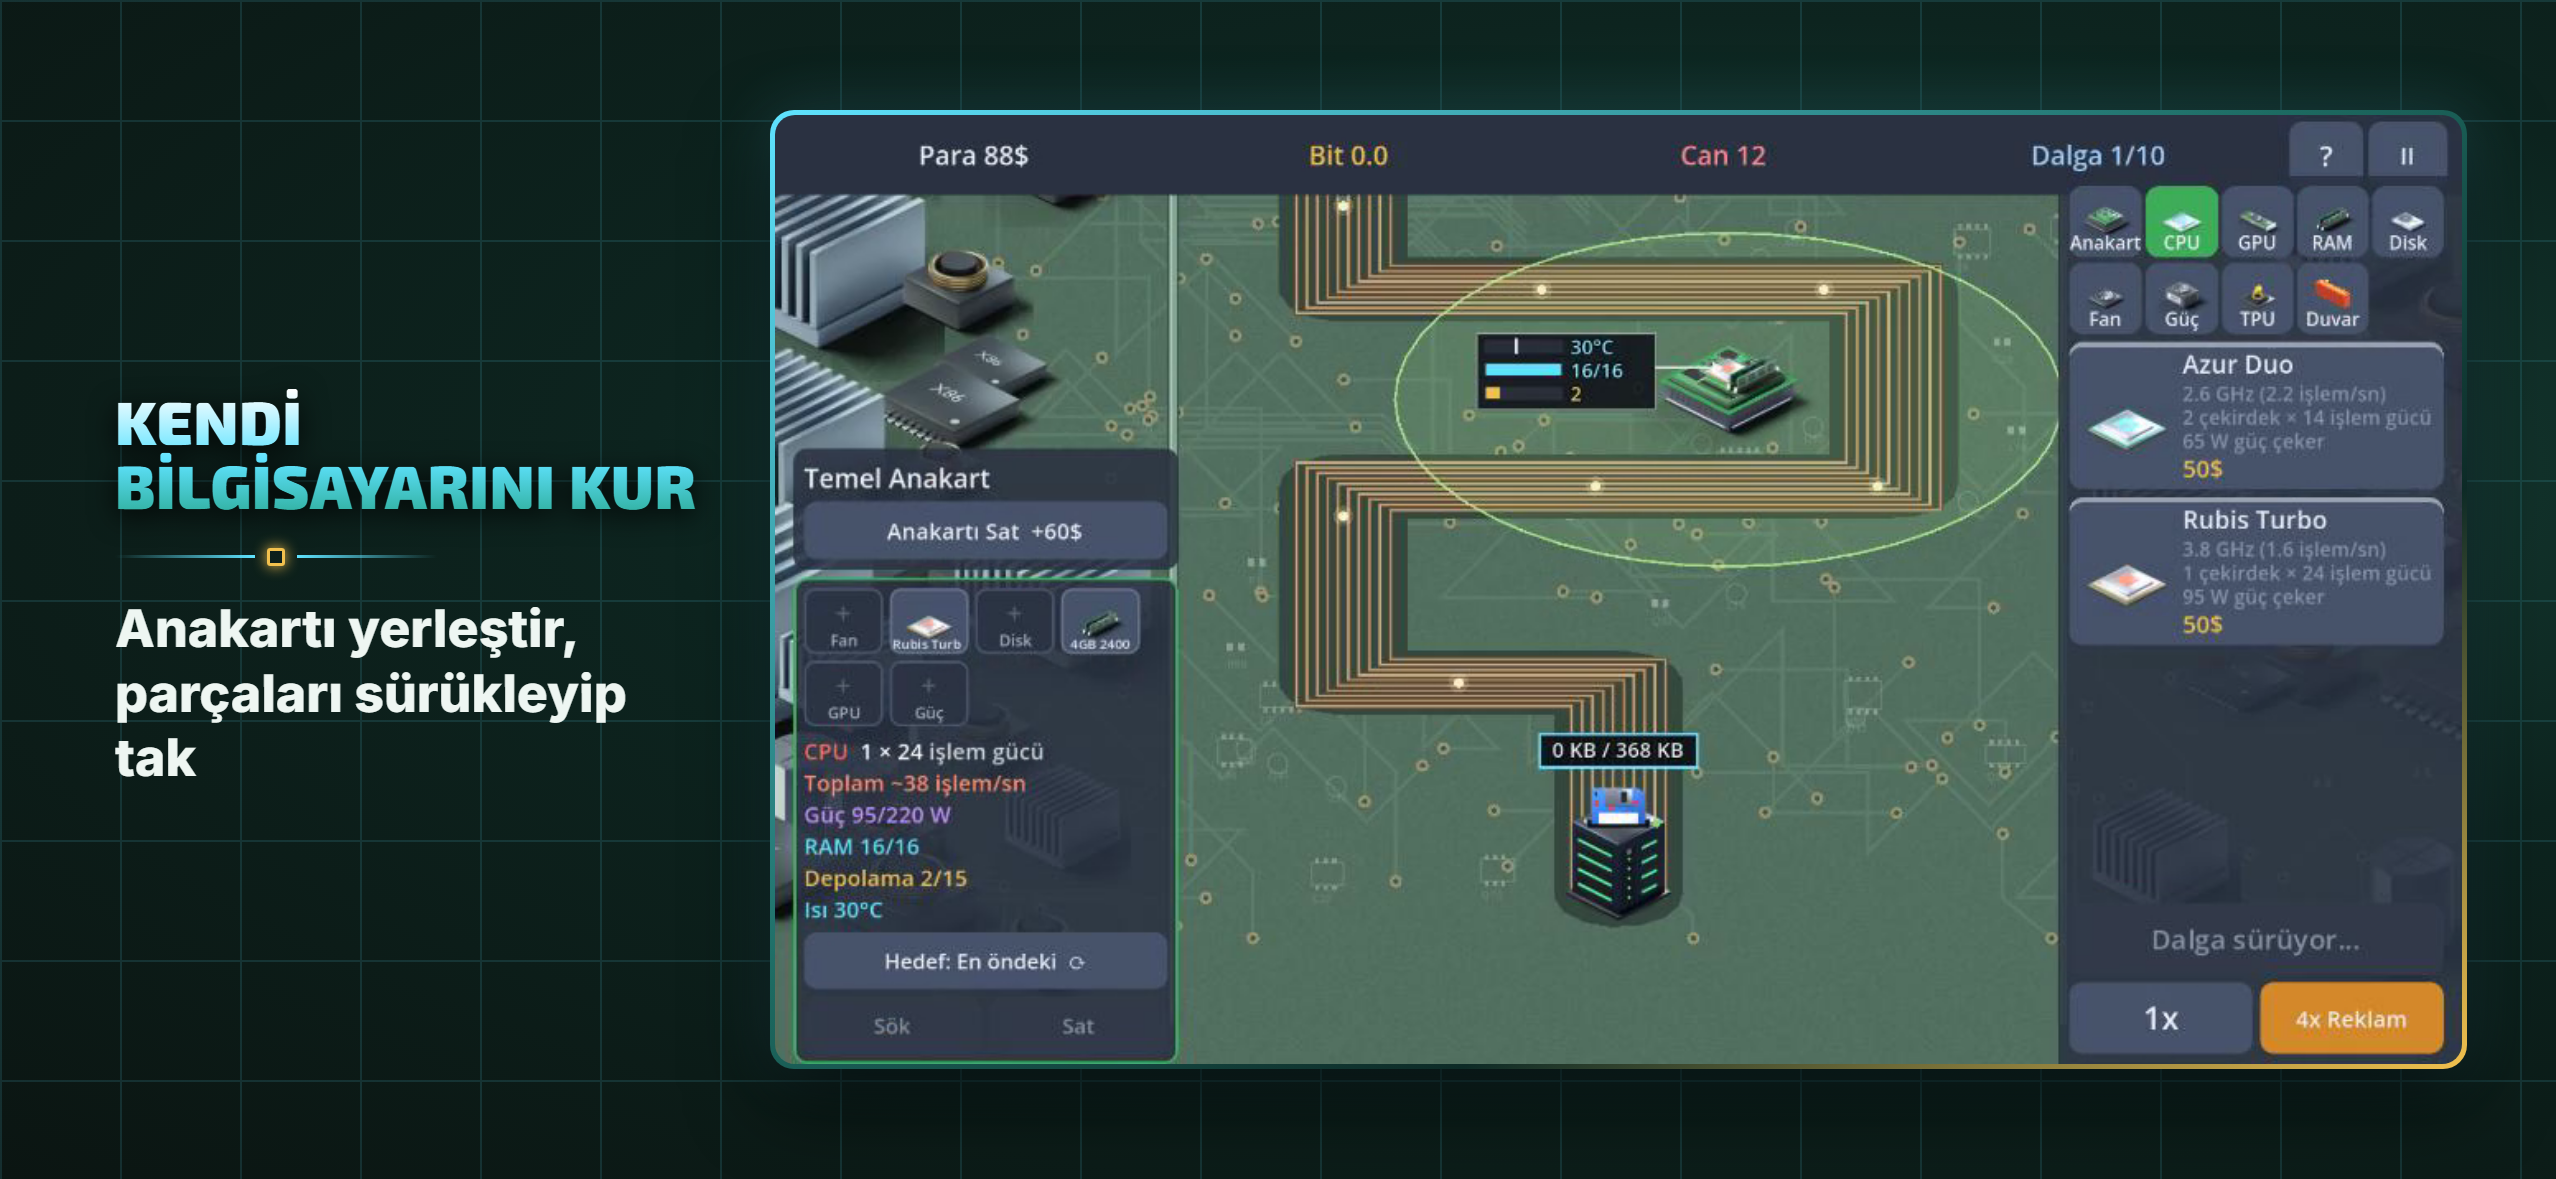 KENDİ
BİLGİSAYARINI KUR
Anakartı yerleştir,
parçaları sürükleyip
tak
Para 88$
Bit 0.0
Can 12
Dalga 1/10
?
II
Anakart
CPU
GPU
RAM
Disk
Fan
Güç
TPU
Duvar
Azur Duo
2.6 GHz (2.2 işlem/sn)
2 çekirdek × 14 işlem gücü
65 W güç çeker
50$
Rubis Turbo
3.8 GHz (1.6 işlem/sn)
1 çekirdek × 24 işlem gücü
95 W güç çeker
50$
Dalga sürüyor...
1x
4x Reklam
X86
X86
30°C
16/16
2
0 KB / 368 KB
Temel Anakart
Anakartı Sat +60$
+
Fan
Rubis Turb
+
Disk
4GB 2400
+
GPU
+
Güç
CPU 1 × 24 işlem gücü
Toplam ~38 işlem/sn
Güç 95/220 W
RAM 16/16
Depolama 2/15
Isı 30°C
Hedef: En öndeki ⟳
Sök
Sat